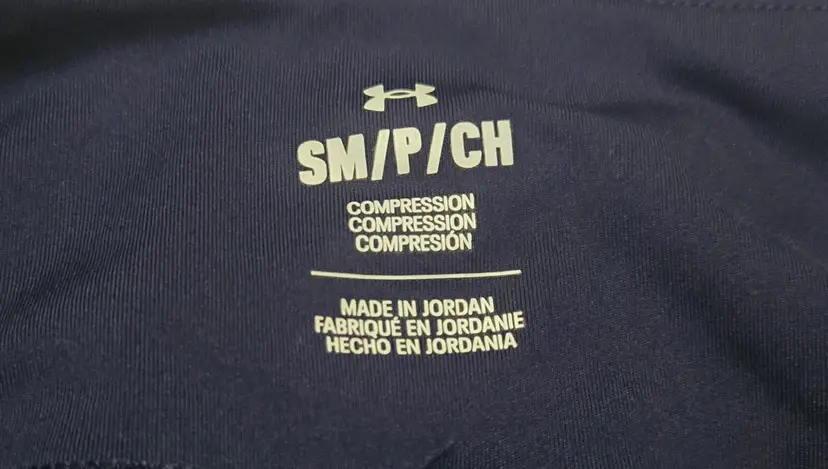 SM/P/CH
COMPRESSION
COMPRESSION
COMPRESIÓN
MADE IN JORDAN
FABRIQUÉ EN JORDANIE
HECHO EN JORDANIA